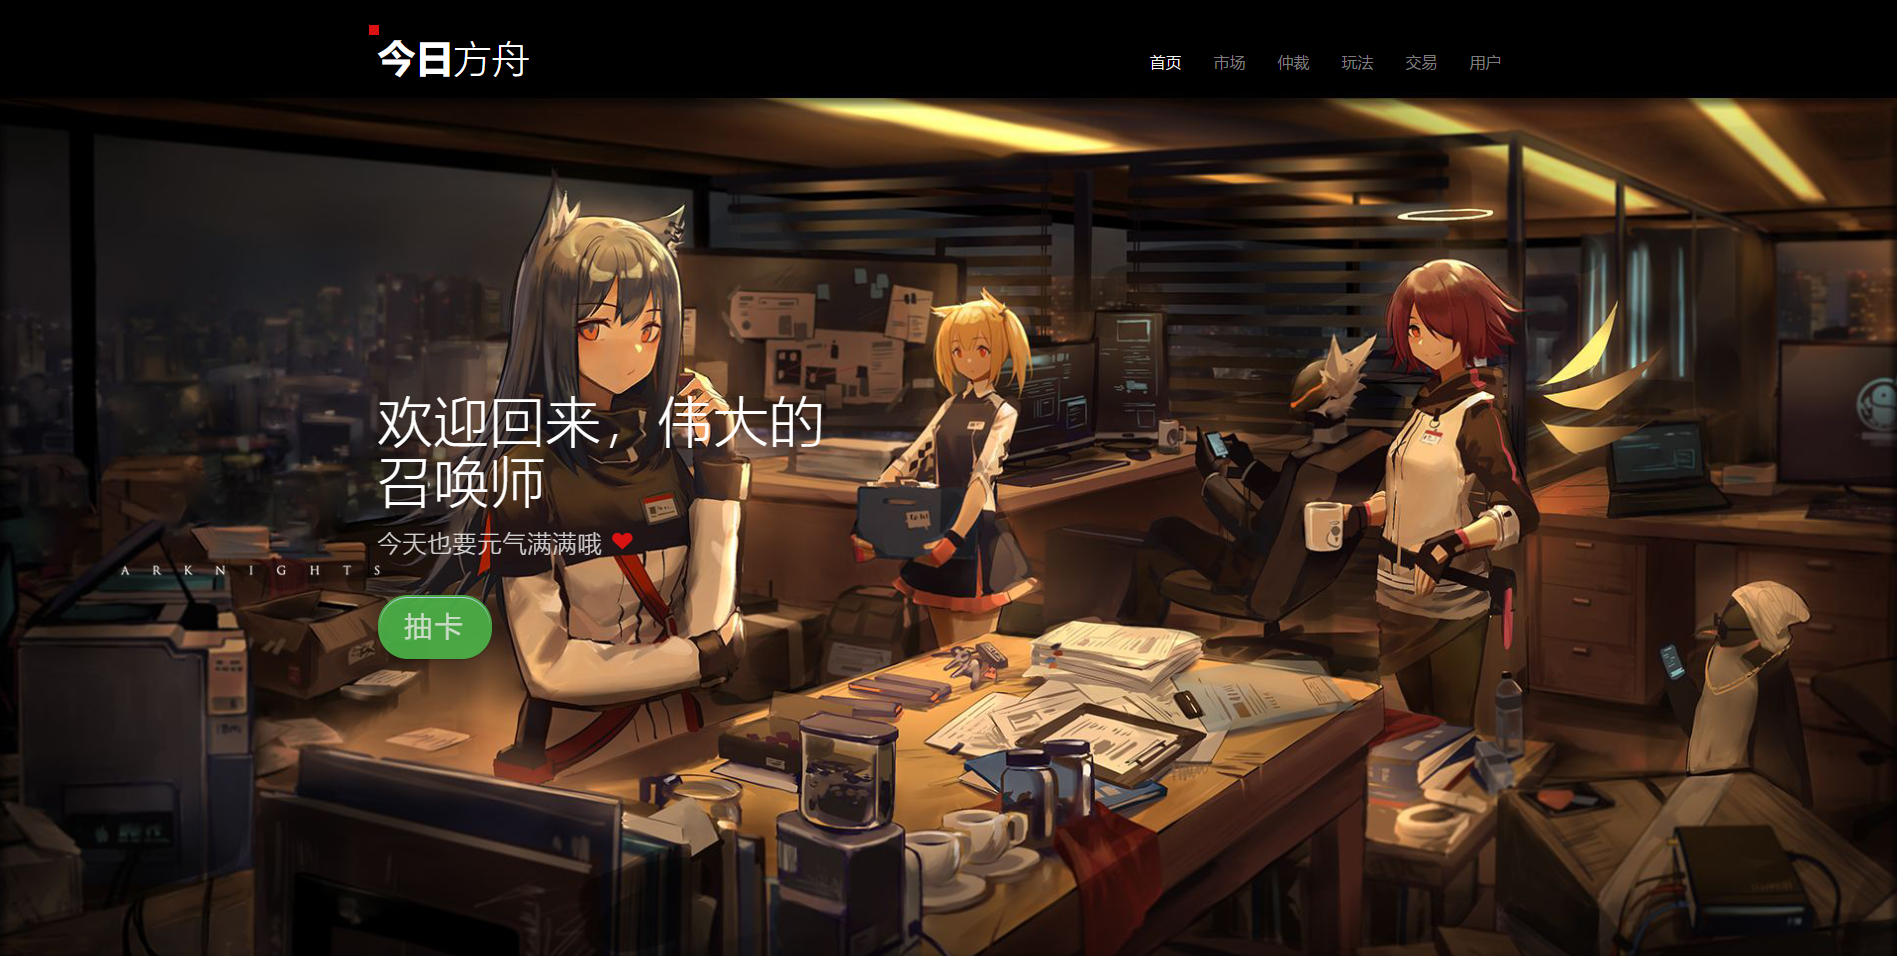 今日方舟
首页 市场 仲裁 玩法 交易 用户
欢迎回来，伟大的
召唤师
今天也要元气满满哦 ❤
ARKNIGHTS
抽卡